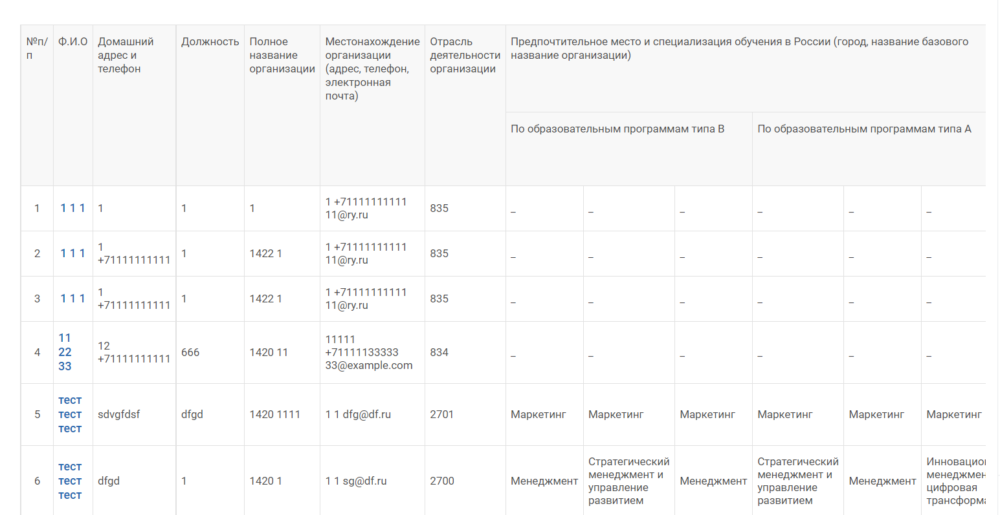 №п/
п
Ф.И.О
Домашний
адрес и
телефон
Должность
Полное
название
организации
Местонахождение
организации
(адрес, телефон,
электронная
почта)
Отрасль
деятельности
организации
Предпочтительное место и специализация обучения в России (город, название базового
название организации)
По образовательным программам типа B
По образовательным программам типа A
1
1 1 1
1
1
1
1 +71111111111
11@ry.ru
835
_
_
_
_
_
_
2
1 1 1
1
+71111111111
1
1422 1
1 +71111111111
11@ry.ru
835
_
_
_
_
_
_
3
1 1 1
1
+71111111111
1
1422 1
1 +71111111111
11@ry.ru
835
_
_
_
_
_
_
4
11
22
33
12
+71111111111
666
1420 11
11111
+71111133333
33@example.com
834
_
_
_
_
_
_
5
тест
тест
тест
sdvgfdsf
dfgd
1420 1111
1 1 dfg@df.ru
2701
Маркетинг
Маркетинг
Маркетинг
Маркетинг
Маркетинг
Маркетинг
6
тест
тест
тест
dfgd
1
1420 1
1 1 sg@df.ru
2700
Менеджмент
Стратегический
менеджмент и
управление
развитием
Менеджмент
Стратегический
менеджмент и
управление
развитием
Менеджмент
цифровая